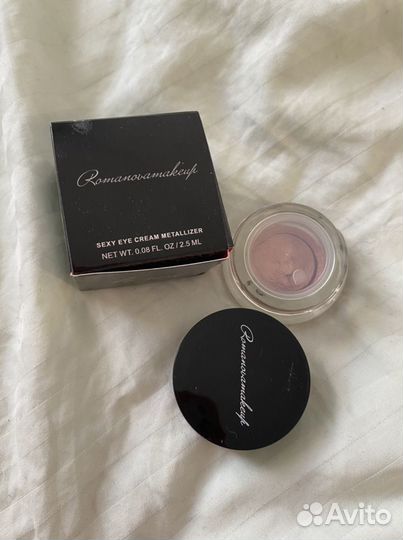 Romanovamakeup
SEXY EYE CREAM METALLIZER
NET WT. 0.08 FL. OZ / 2.5 ML
Romanovamakeup
Avito